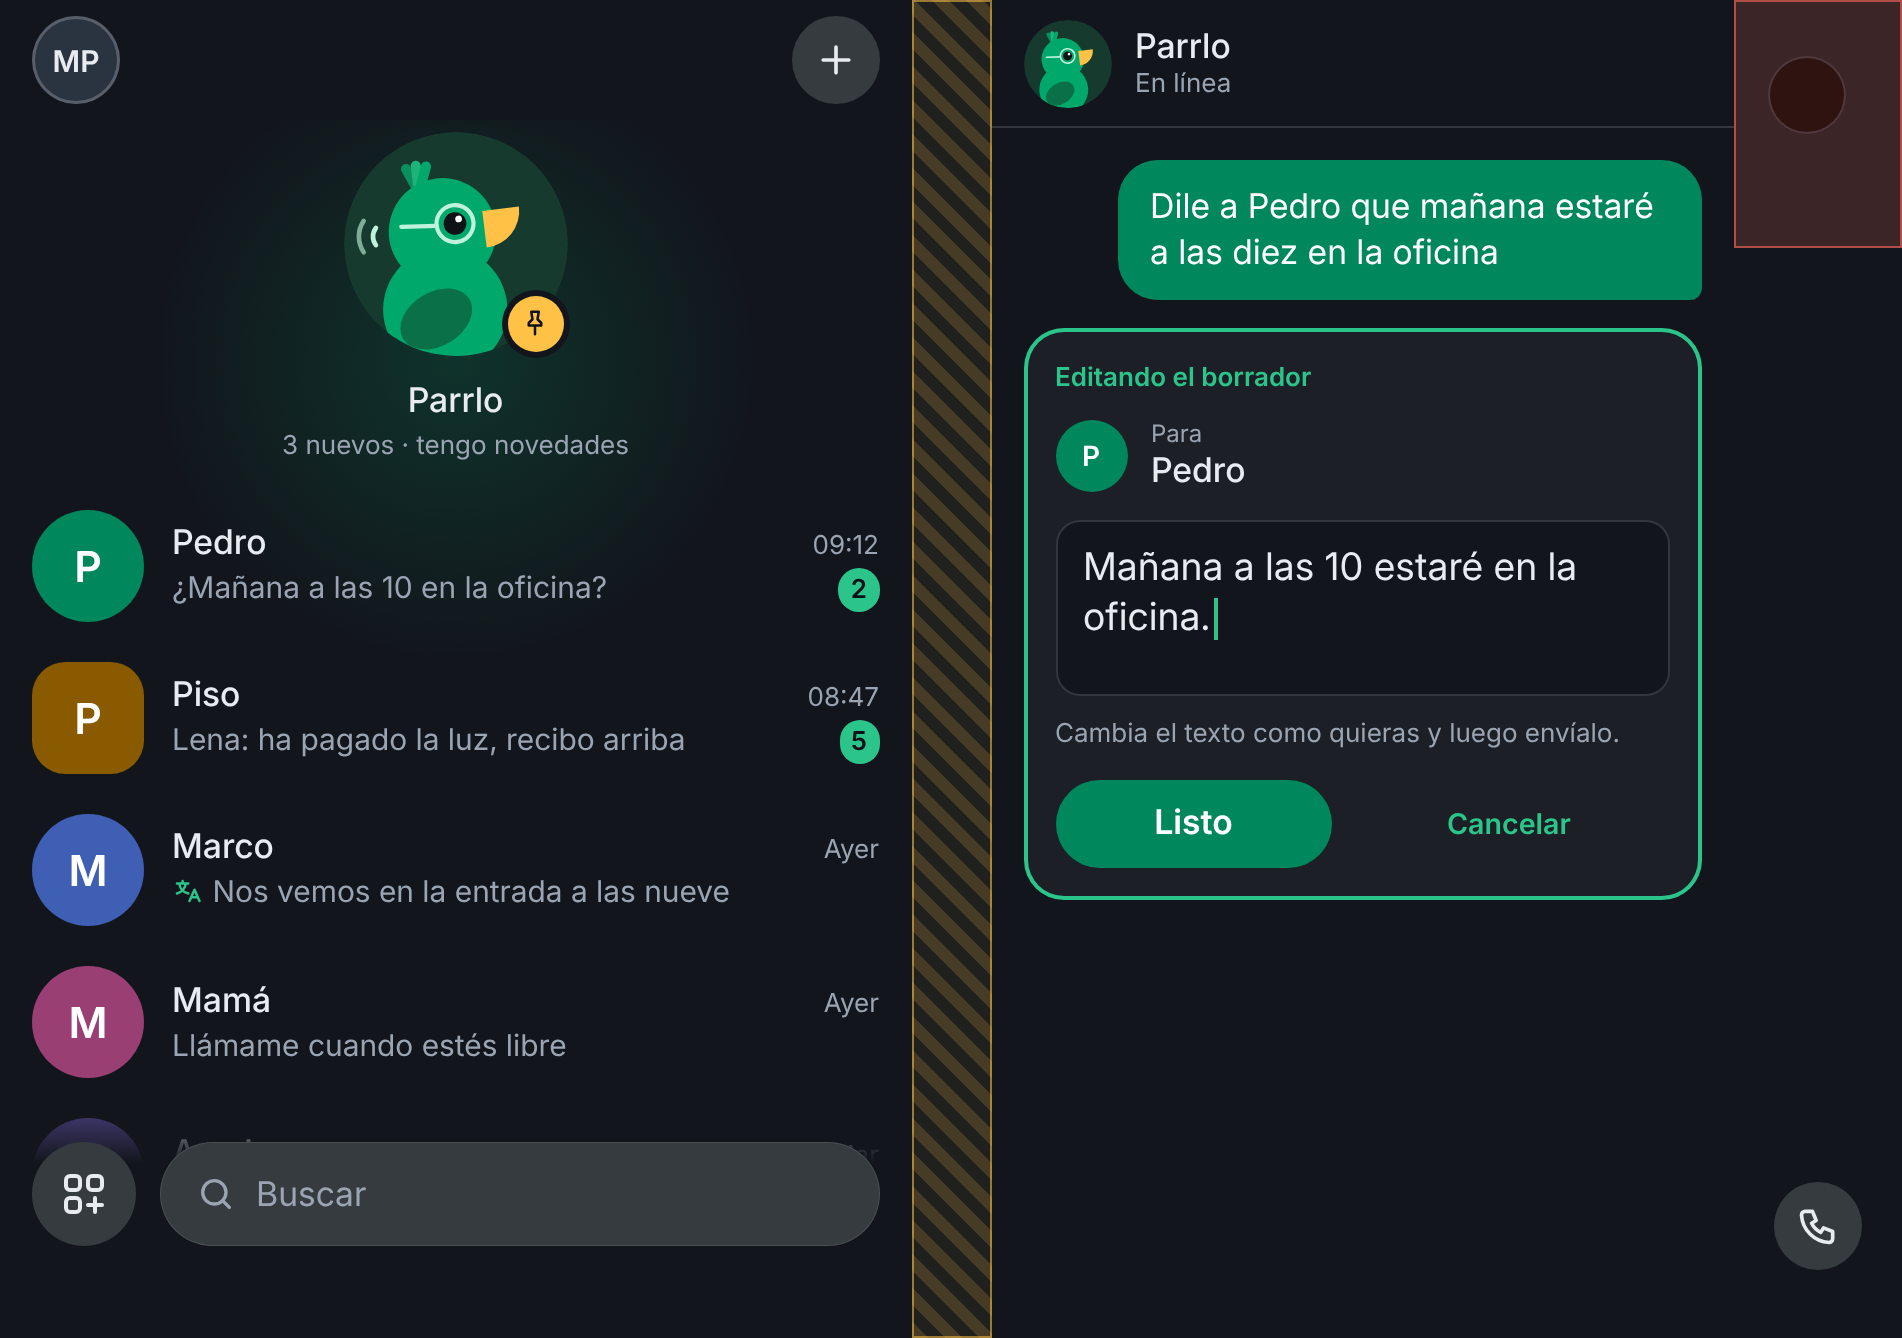 MP
Parrlo
3 nuevos · tengo novedades
P
Pedro
09:12
¿Mañana a las 10 en la oficina?
2
P
Piso
08:47
Lena: ha pagado la luz, recibo arriba
5
M
Marco
Ayer
Nos vemos en la entrada a las nueve
M
Mamá
Ayer
Llámame cuando estés libre
Buscar
Parrlo
En línea
Dile a Pedro que mañana estaré
a las diez en la oficina
Editando el borrador
P
Para
Pedro
Mañana a las 10 estaré en la
oficina.
Cambia el texto como quieras y luego envíalo.
Listo
Cancelar